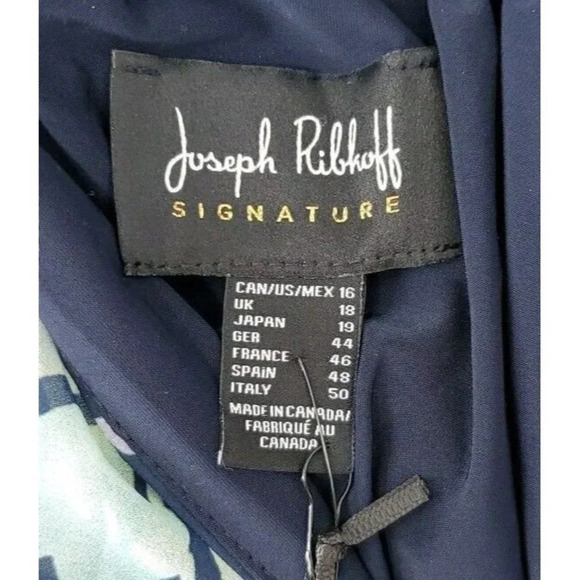 Joseph Ribkoff
SIGNATURE
CAN/US/MEX 16
UK 18
JAPAN 19
GER 44
FRANCE 46
SPAIN 48
ITALY 50
MADE IN CANADA/
FABRIQUÉ AU
CANADA